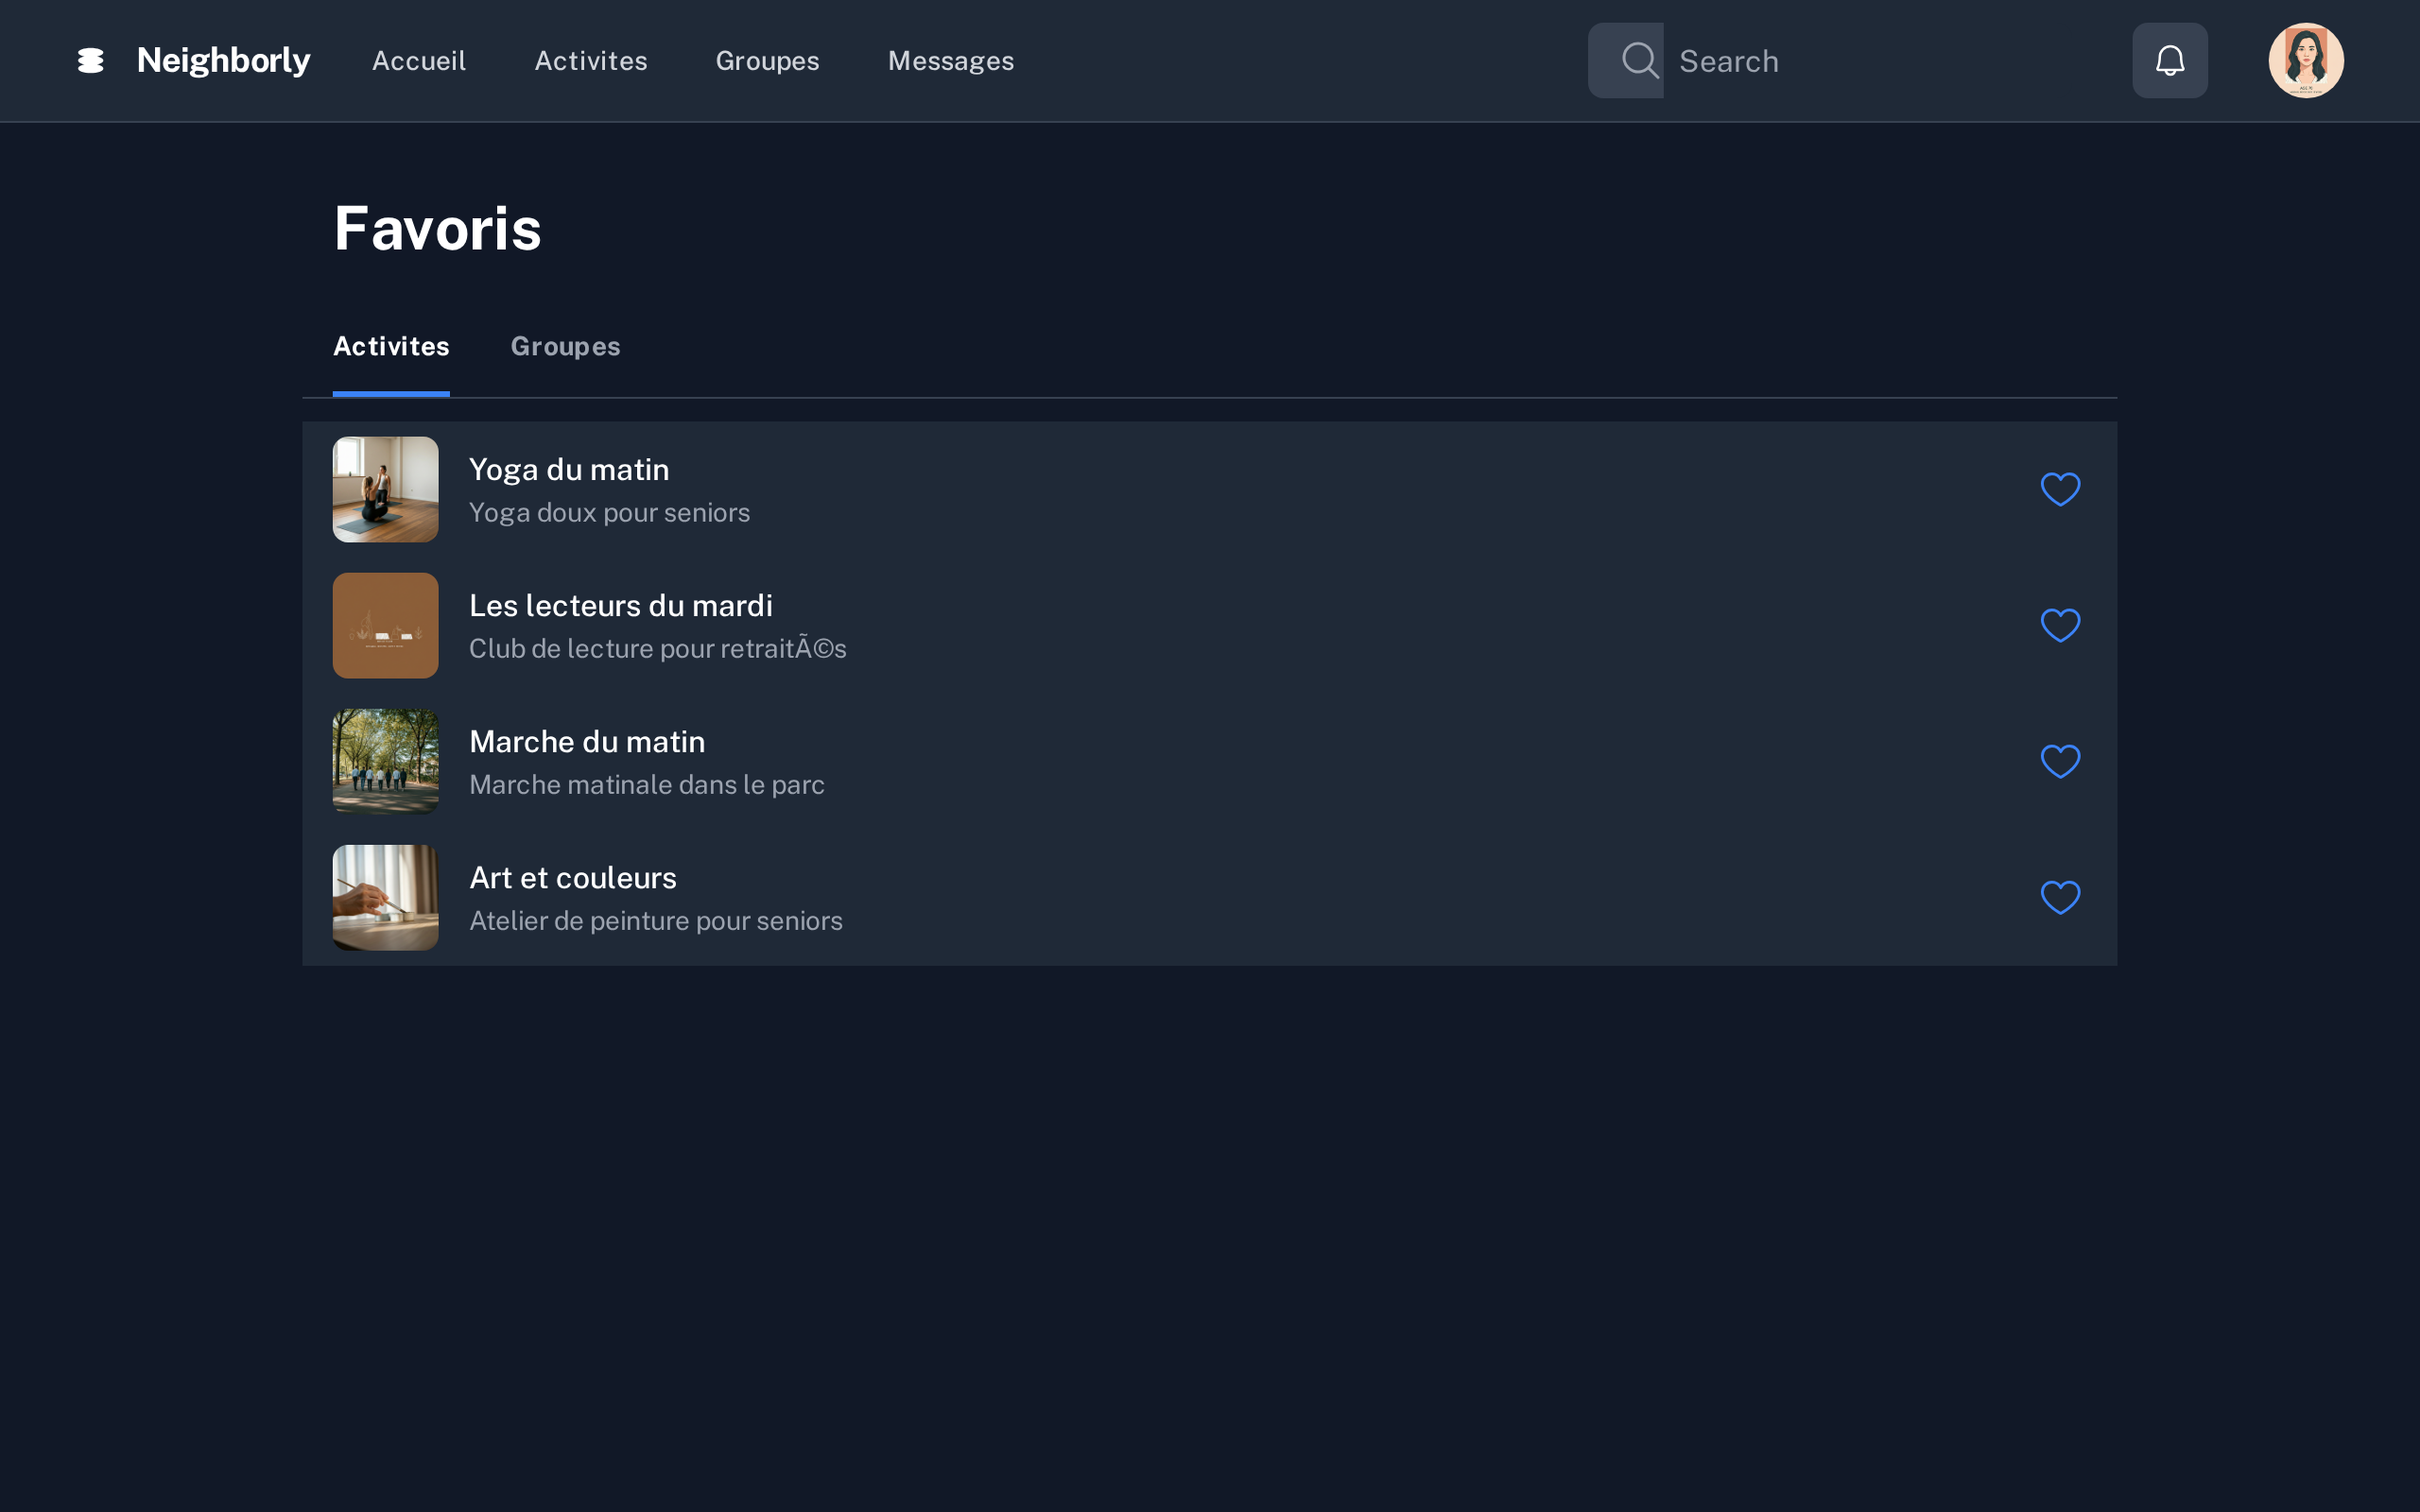 Neighborly
Accueil
Activites
Groupes
Messages
Search
Favoris
Activites
Groupes
Yoga du matin
Yoga doux pour seniors
Les lecteurs du mardi
Club de lecture pour retraitÃ©s
Marche du matin
Marche matinale dans le parc
Art et couleurs
Atelier de peinture pour seniors